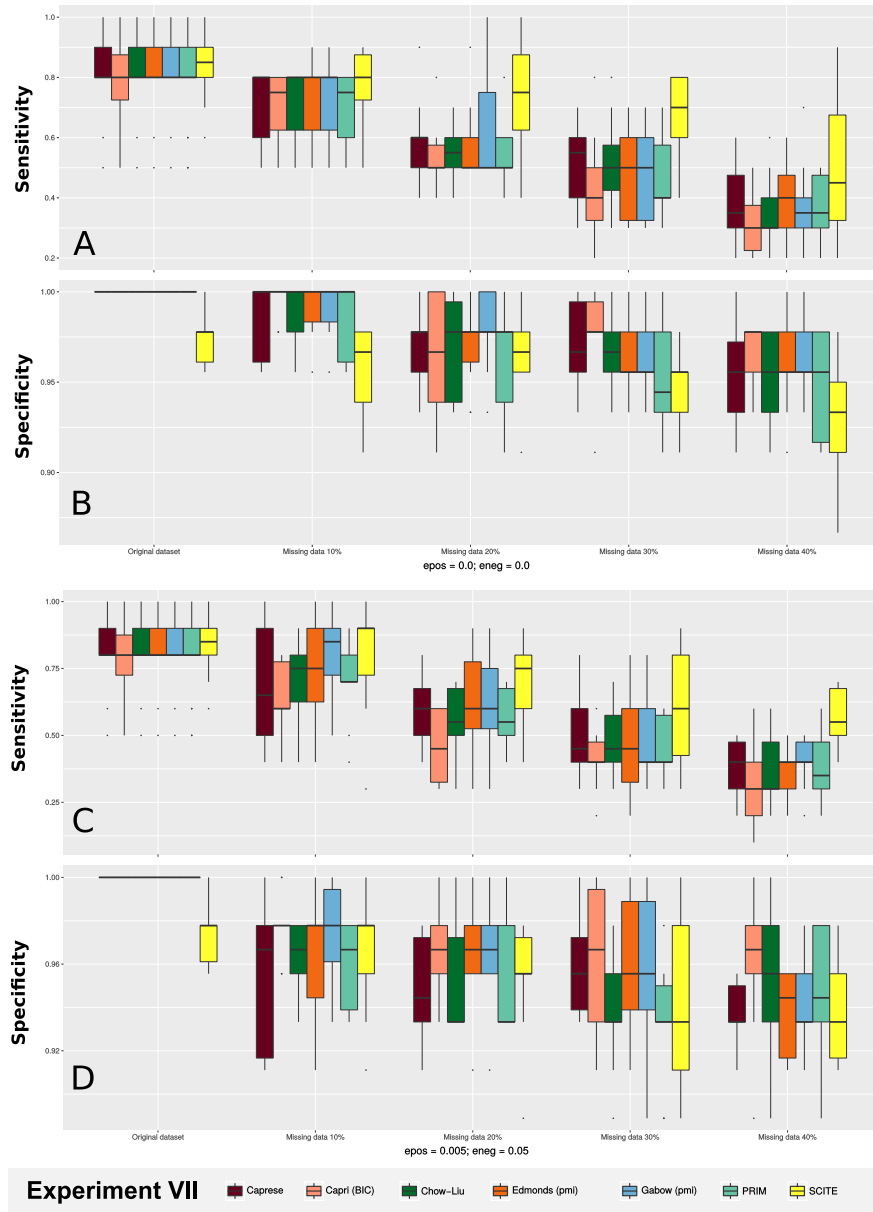 1.0
0.8
0.6
0.4
0.2
Sensitivity
A
1.00
0.95
0.90
Specificity
B
Original dataset Missing data 10% Missing data 20% Missing data 30% Missing data 40%
epos = 0.0; eneg = 0.0
1.00
0.75
0.50
0.25
Sensitivity
C
1.00
0.96
0.92
Specificity
D
Original dataset Missing data 10% Missing data 20% Missing data 30% Missing data 40%
epos = 0.005; eneg = 0.05
Experiment VII Caprese Capri (BIC) Chow-Liu Edmonds (pmi) Gabow (pmi) PRIM SCITE